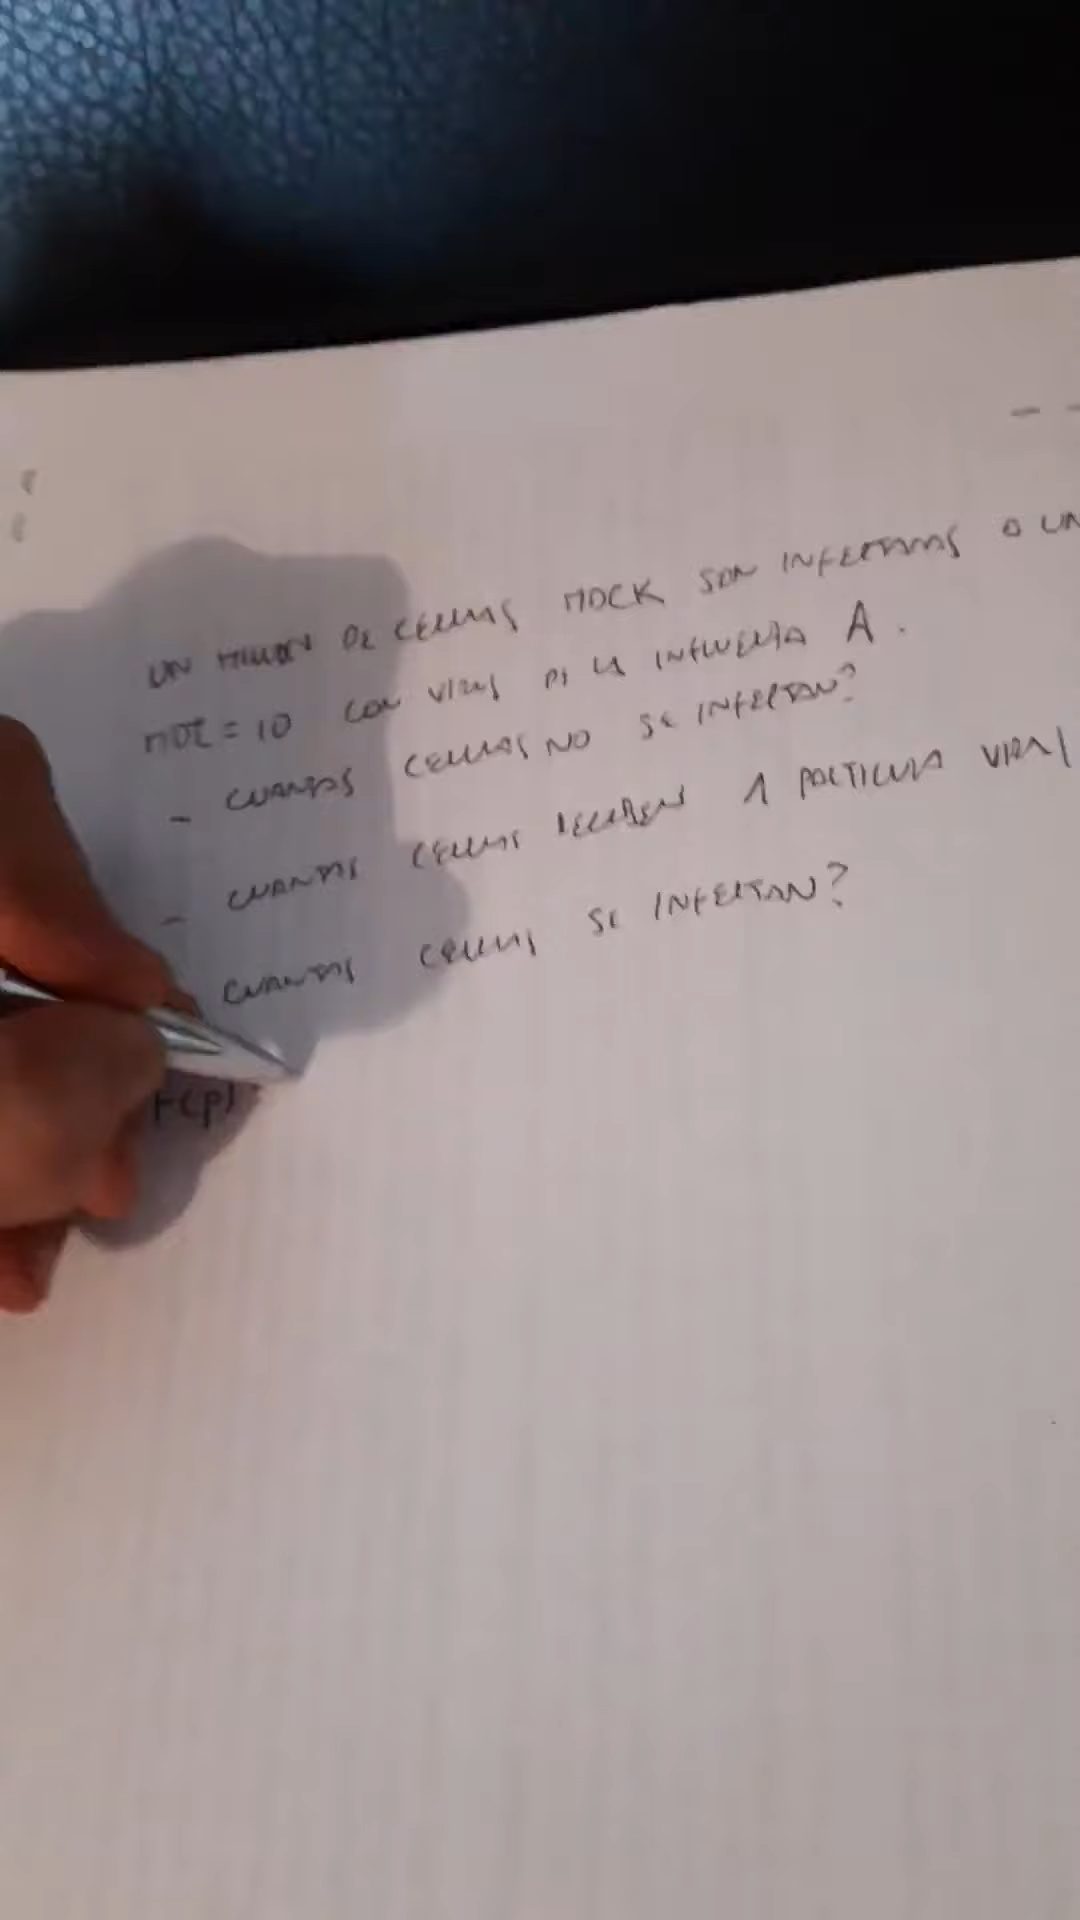 UN MILLON DE CELULAS MDCK SON INFECTADAS A UN
MOI = 10 CON VIRUS DE LA INFLUENZA A.
- CUANTAS CELULAS NO SE INFECTAN?
- CUANTAS CELULAS RECIBEN 1 PARTICULA VIRAL
CUANTAS CELULAS SE INFECTAN?
F(P)